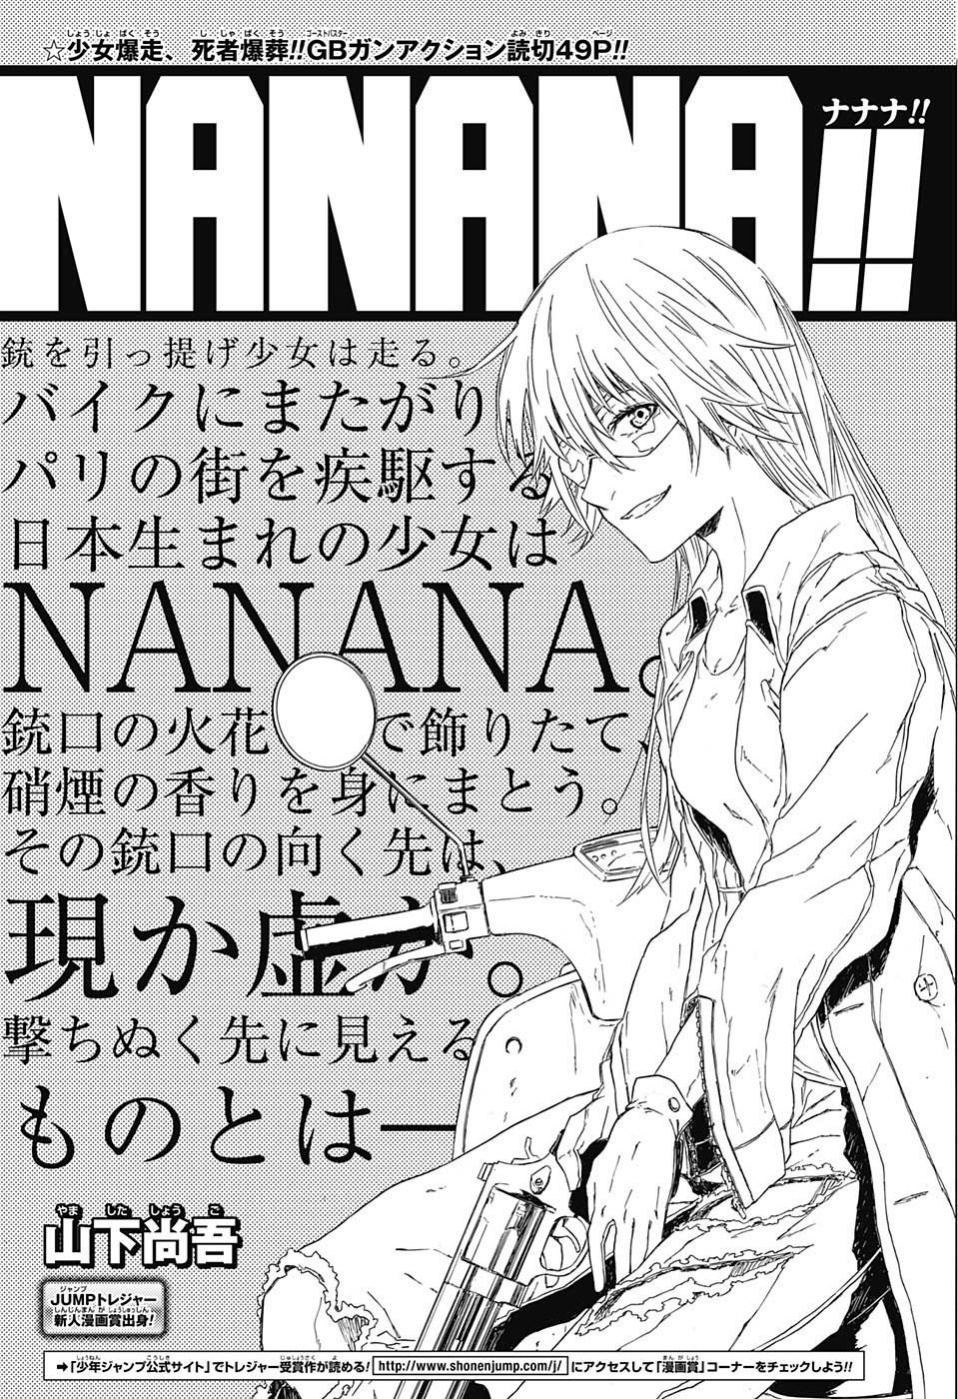 ☆少女爆走、死者爆葬!!GBガンアクション読切49P!!
NANANA!!
ナナナ!!
銃を引っ提げ少女は走る。
バイクにまたがり
パリの街を疾駆する
日本生まれの少女は
NANANA。
銃口の火花で飾りたて、
硝煙の香りを身にまとう。
その銃口の向く先は、
現か虚か。
撃ちぬく先に見える
ものとは—
山下尚吾
JUMPトレジャー
新人漫画賞出身!
➡「少年ジャンプ公式サイト」でトレジャー受賞作が読める! http://www.shonenjump.com/j/ にアクセスして「漫画賞」コーナーをチェックしよう!!